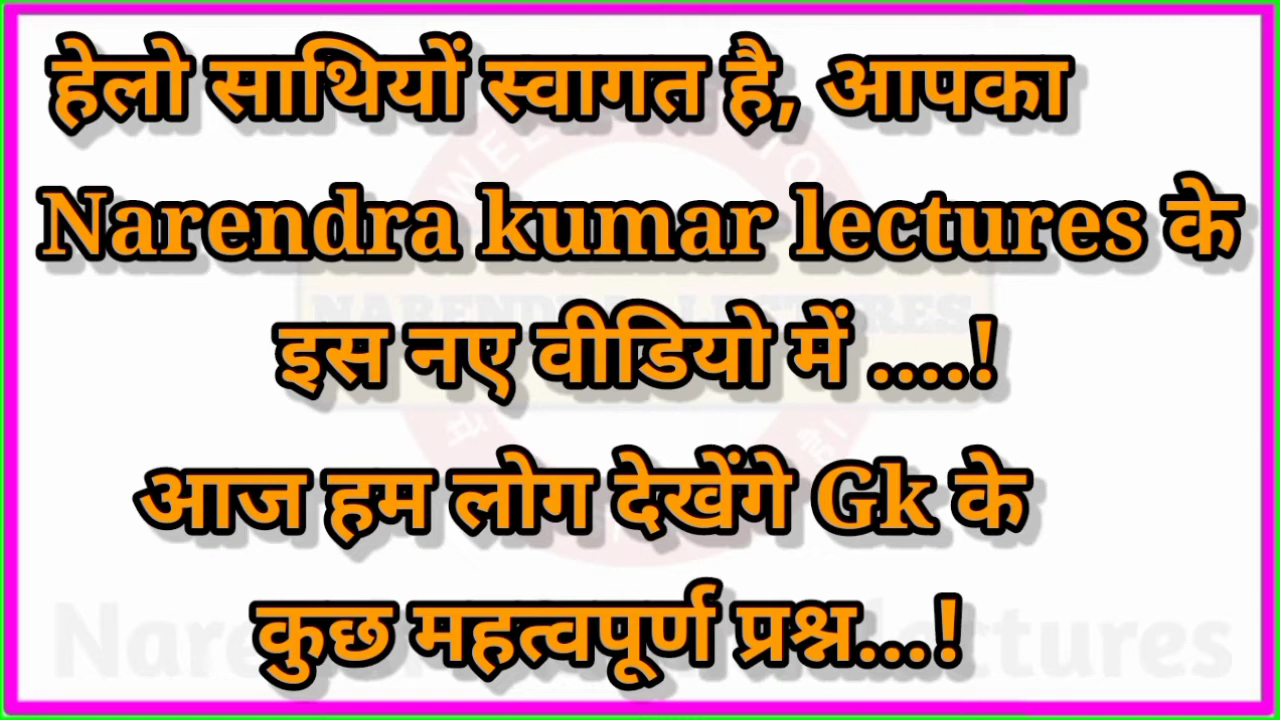 हेलो साथियों स्वागत है, आपका
Narendra kumar lectures के
इस नए वीडियो में ....!
आज हम लोग देखेंगे Gk के
कुछ महत्वपूर्ण प्रश्न...!